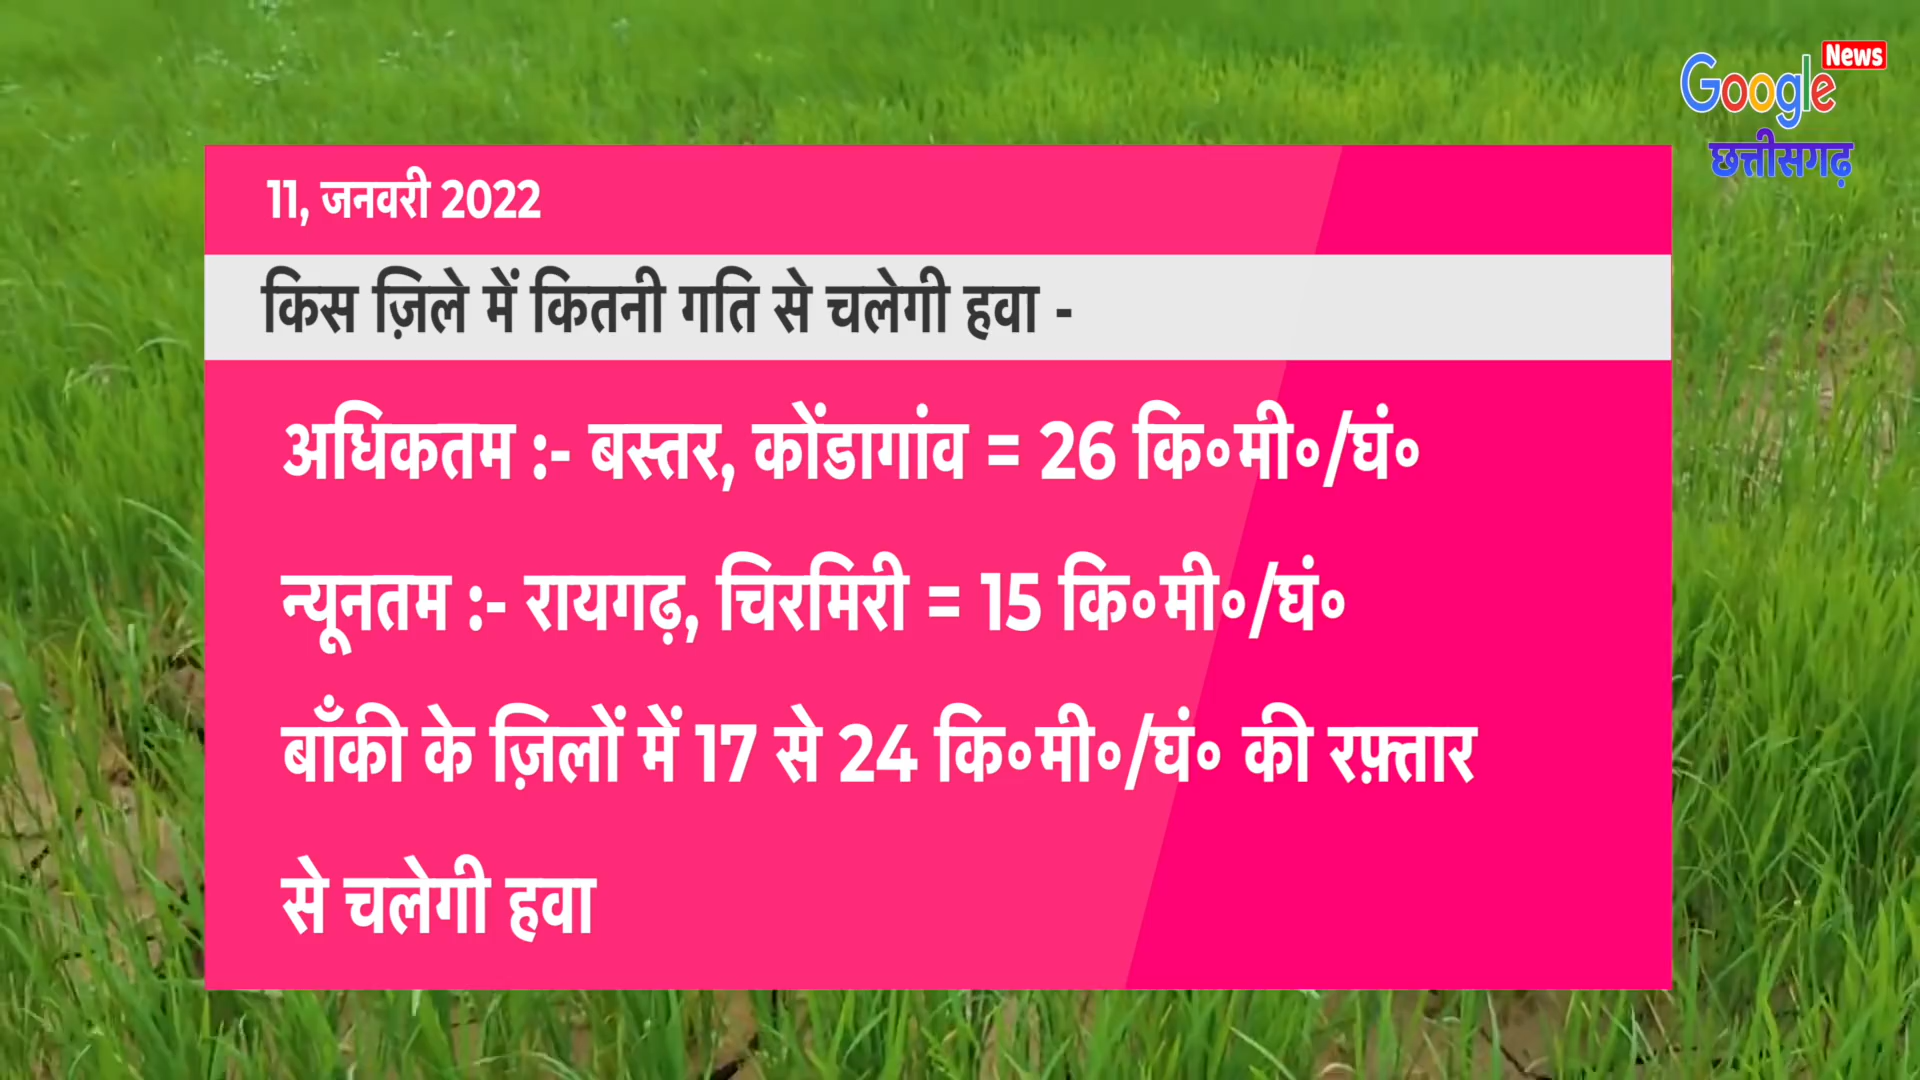 Google News
छत्तीसगढ़
11, जनवरी 2022
किस ज़िले में कितनी गति से चलेगी हवा -
अधिकतम :- बस्तर, कोंडागांव = 26 कि॰मी॰/घं॰
न्यूनतम :- रायगढ़, चिरमिरी = 15 कि॰मी॰/घं॰
बाँकी के ज़िलों में 17 से 24 कि॰मी॰/घं॰ की रफ़्तार
से चलेगी हवा